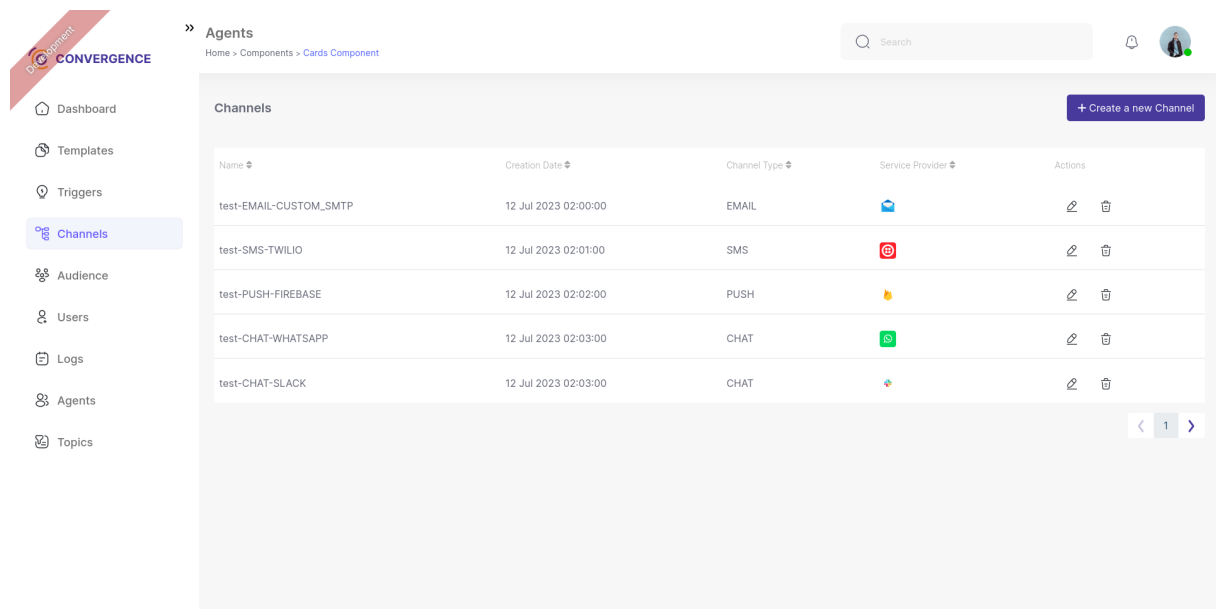 Development
CONVERGENCE
Dashboard
Templates
Triggers
Channels
Audience
Users
Logs
Agents
Topics
Agents
Home > Components > Cards Component
Search
Channels
+ Create a new Channel
Name Creation Date Channel Type Service Provider Actions
test-EMAIL-CUSTOM_SMTP 12 Jul 2023 02:00:00 EMAIL
test-SMS-TWILIO 12 Jul 2023 02:01:00 SMS
test-PUSH-FIREBASE 12 Jul 2023 02:02:00 PUSH
test-CHAT-WHATSAPP 12 Jul 2023 02:03:00 CHAT
test-CHAT-SLACK 12 Jul 2023 02:03:00 CHAT
1